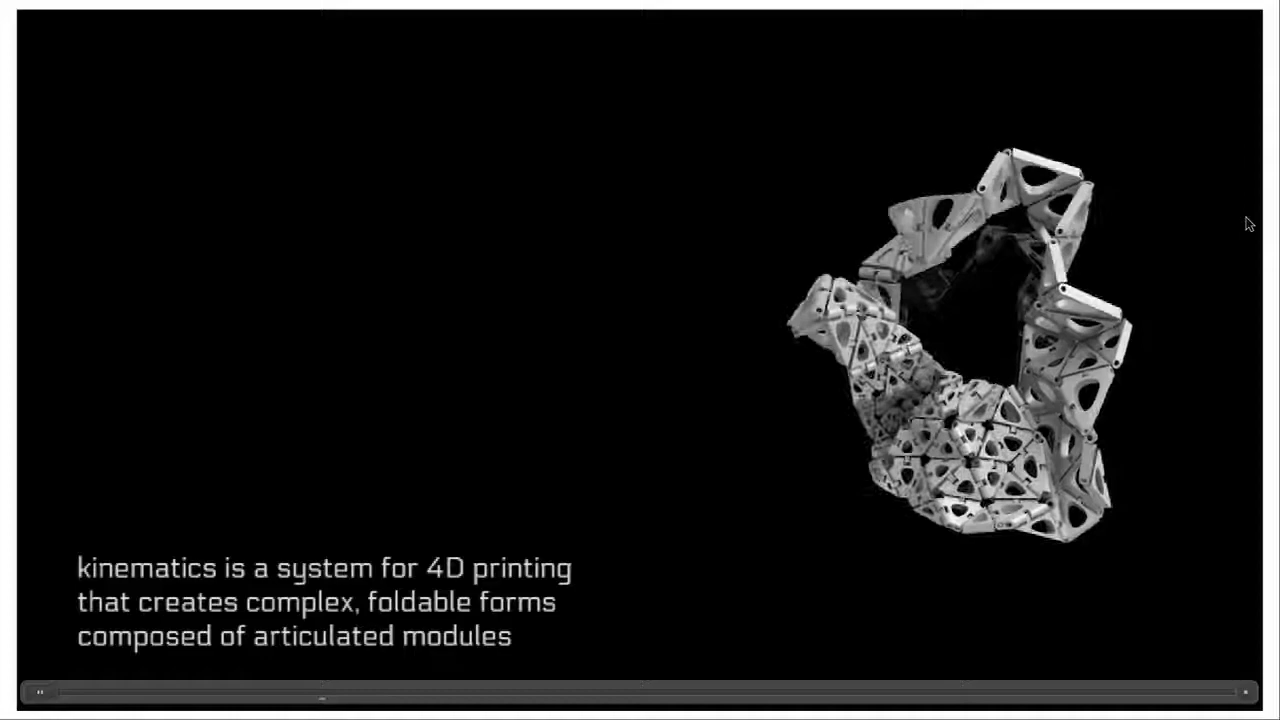 kinematics is a system for 4D printing
that creates complex, foldable forms
composed of articulated modules